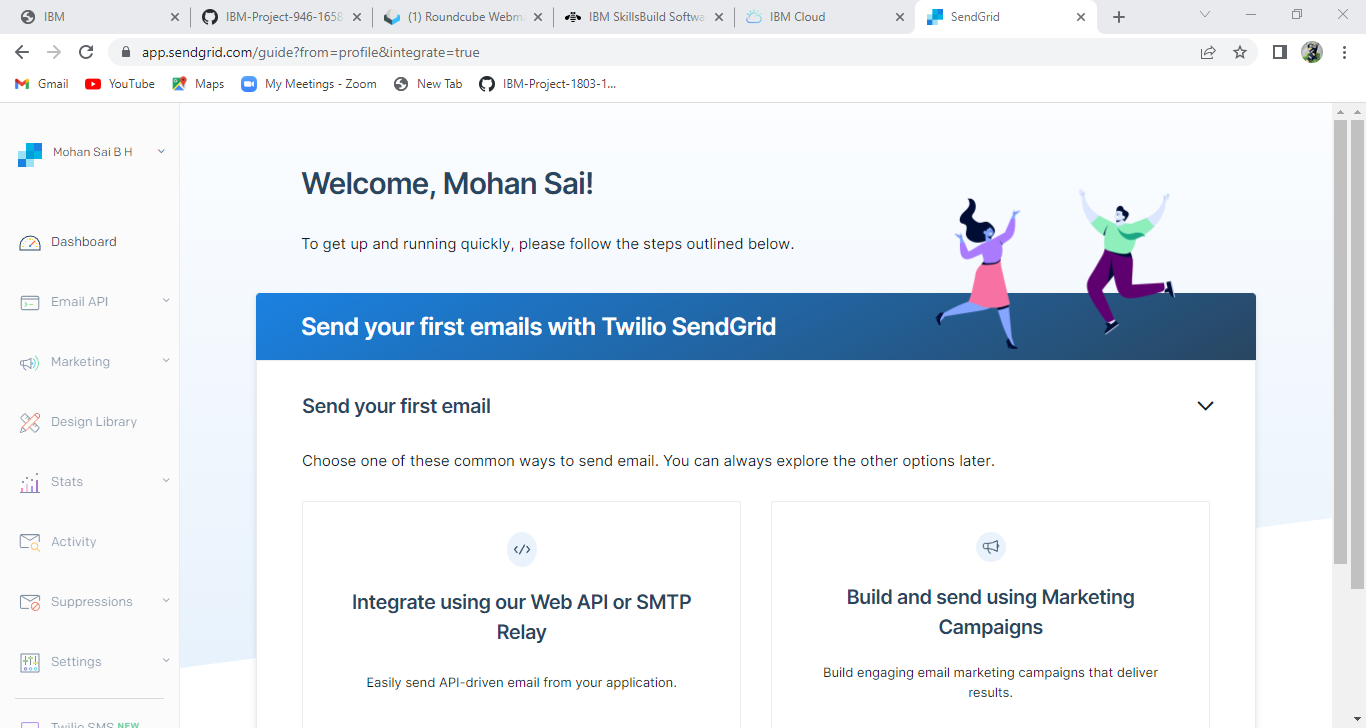 IBM
IBM-Project-946-1658
(1) Roundcube Webma
IBM SkillsBuild Softwa
IBM Cloud
SendGrid
app.sendgrid.com/guide?from=profile&integrate=true
Gmail
YouTube
Maps
My Meetings - Zoom
New Tab
IBM-Project-1803-1...
Mohan Sai B H
Dashboard
Email API
Marketing
Design Library
Stats
Activity
Suppressions
Settings
Twilio SMS NEW
Welcome, Mohan Sai!
To get up and running quickly, please follow the steps outlined below.
Send your first emails with Twilio SendGrid
Send your first email
Choose one of these common ways to send email. You can always explore the other options later.
Integrate using our Web API or SMTP
Relay
Easily send API-driven email from your application.
Build and send using Marketing
Campaigns
Build engaging email marketing campaigns that deliver
results.